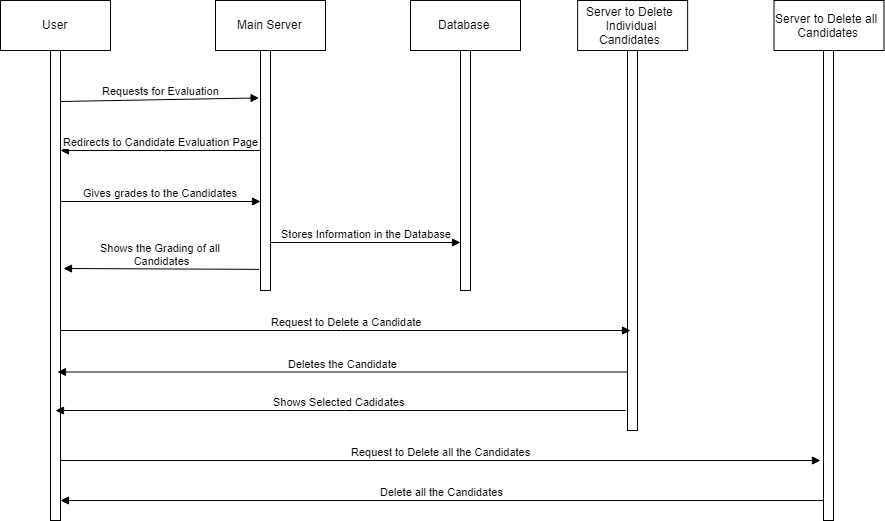 User
Main Server
Database
Server to Delete
Individual
Candidates
Server to Delete all
Candidates
Requests for Evaluation
Redirects to Candidate Evaluation Page
Gives grades to the Candidates
Stores Information in the Database
Shows the Grading of all
Candidates
Request to Delete a Candidate
Deletes the Candidate
Shows Selected Cadidates
Request to Delete all the Candidates
Delete all the Candidates